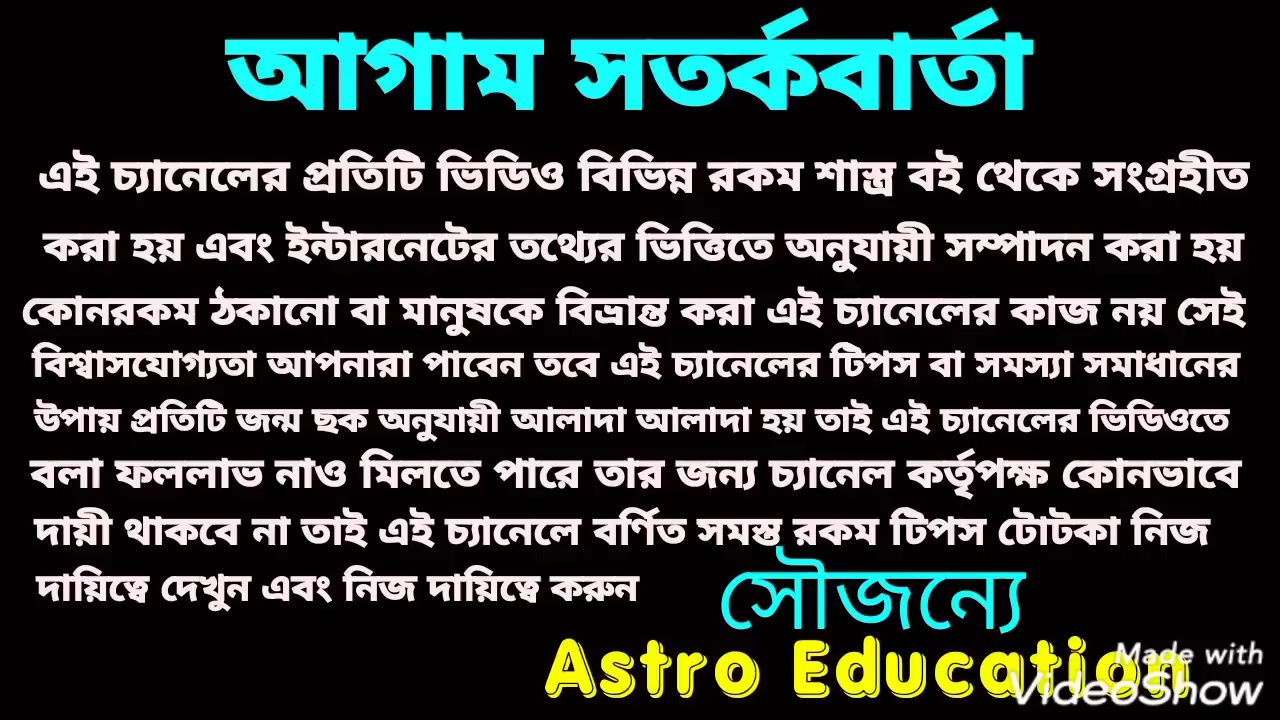 আগাম সতর্কবার্তা
এই চ্যানেলের প্রতিটি ভিডিও বিভিন্ন রকম শাস্ত্র বই থেকে সংগ্রহীত
করা হয় এবং ইন্টারনেটের তথ্যের ভিত্তিতে অনুযায়ী সম্পাদন করা হয়
কোনরকম ঠকানো বা মানুষকে বিভ্রান্ত করা এই চ্যানেলের কাজ নয় সেই
বিশ্বাসযোগ্যতা আপনারা পাবেন তবে এই চ্যানেলের টিপস বা সমস্যা সমাধানের
উপায় প্রতিটি জন্ম ছক অনুযায়ী আলাদা আলাদা হয় তাই এই চ্যানেলের ভিডিওতে
বলা ফললাভ নাও মিলতে পারে তার জন্য চ্যানেল কর্তৃপক্ষ কোনভাবে
দায়ী থাকবে না তাই এই চ্যানেলে বর্ণিত সমস্ত রকম টিপস টোটকা নিজ
দায়িত্বে দেখুন এবং নিজ দায়িত্বে করুন
সৌজন্যে
Astro Education
Made with
VideoShow